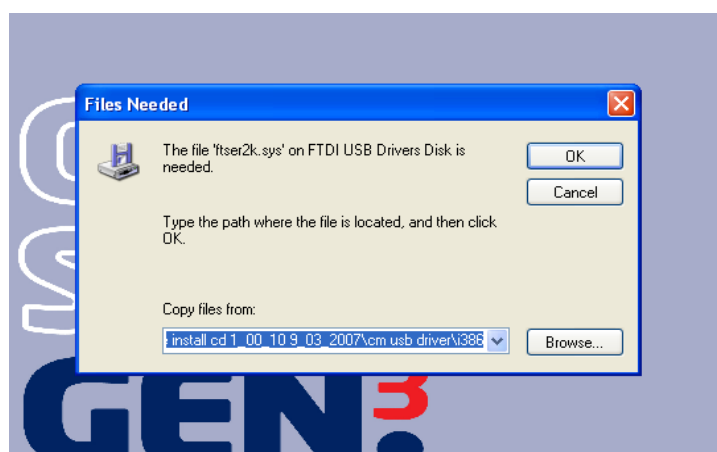 Files Needed
The file 'ftser2k.sys' on FTDI USB Drivers Disk is
needed.
OK
Cancel
Type the path where the file is located, and then click
OK.
Copy files from:
install cd 1_00_10 9_03_2007\cm usb driver\i386
Browse...
GEN.3